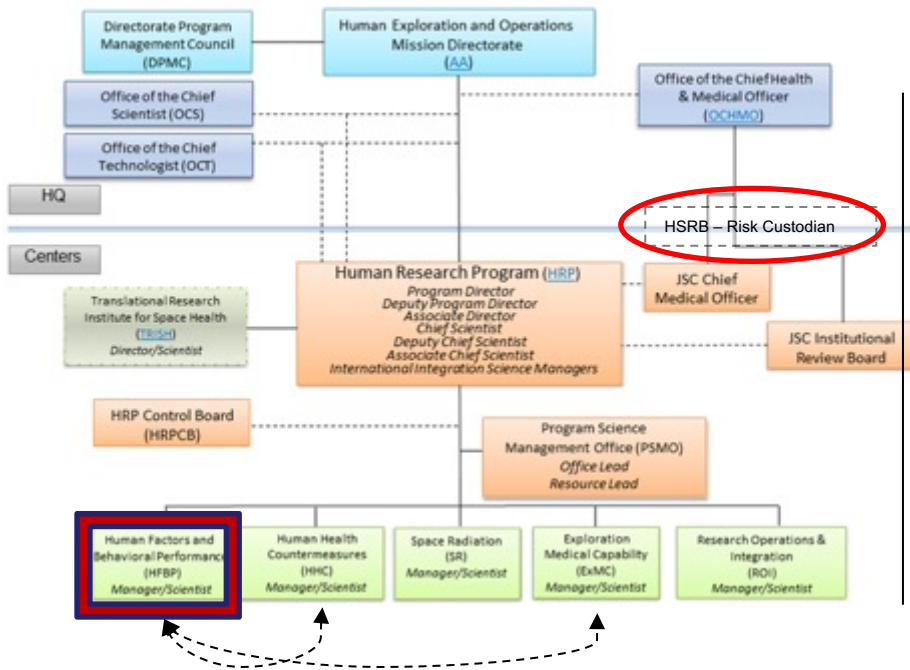 Directorate Program
Management Council
(DPMC)
Human Exploration and Operations
Mission Directorate
(AA)
Office of the Chief
Scientist (OCS)
Office of the Chief Health
& Medical Officer
(OCHMO)
Office of the Chief
Technologist (OCT)
HQ
HSRB – Risk Custodian
Centers
Human Research Program (HRP)
Program Director
Deputy Program Director
Associate Director
Chief Scientist
Deputy Chief Scientist
Associate Chief Scientist
International Integration Science Managers
JSC Chief
Medical Officer
Translational Research
Institute for Space Health
(TRISH)
Director/Scientist
JSC Institutional
Review Board
HRP Control Board
(HRPCB)
Program Science
Management Office (PSMO)
Office Lead
Resource Lead
Human Factors and
Behavioral Performance
(HFBP)
Manager/Scientist
Human Health
Countermeasures
(HHC)
Manager/Scientist
Space Radiation
(SR)
Manager/Scientist
Exploration
Medical Capability
(ExMC)
Manager/Scientist
Research Operations &
Integration
(ROI)
Manager/Scientist